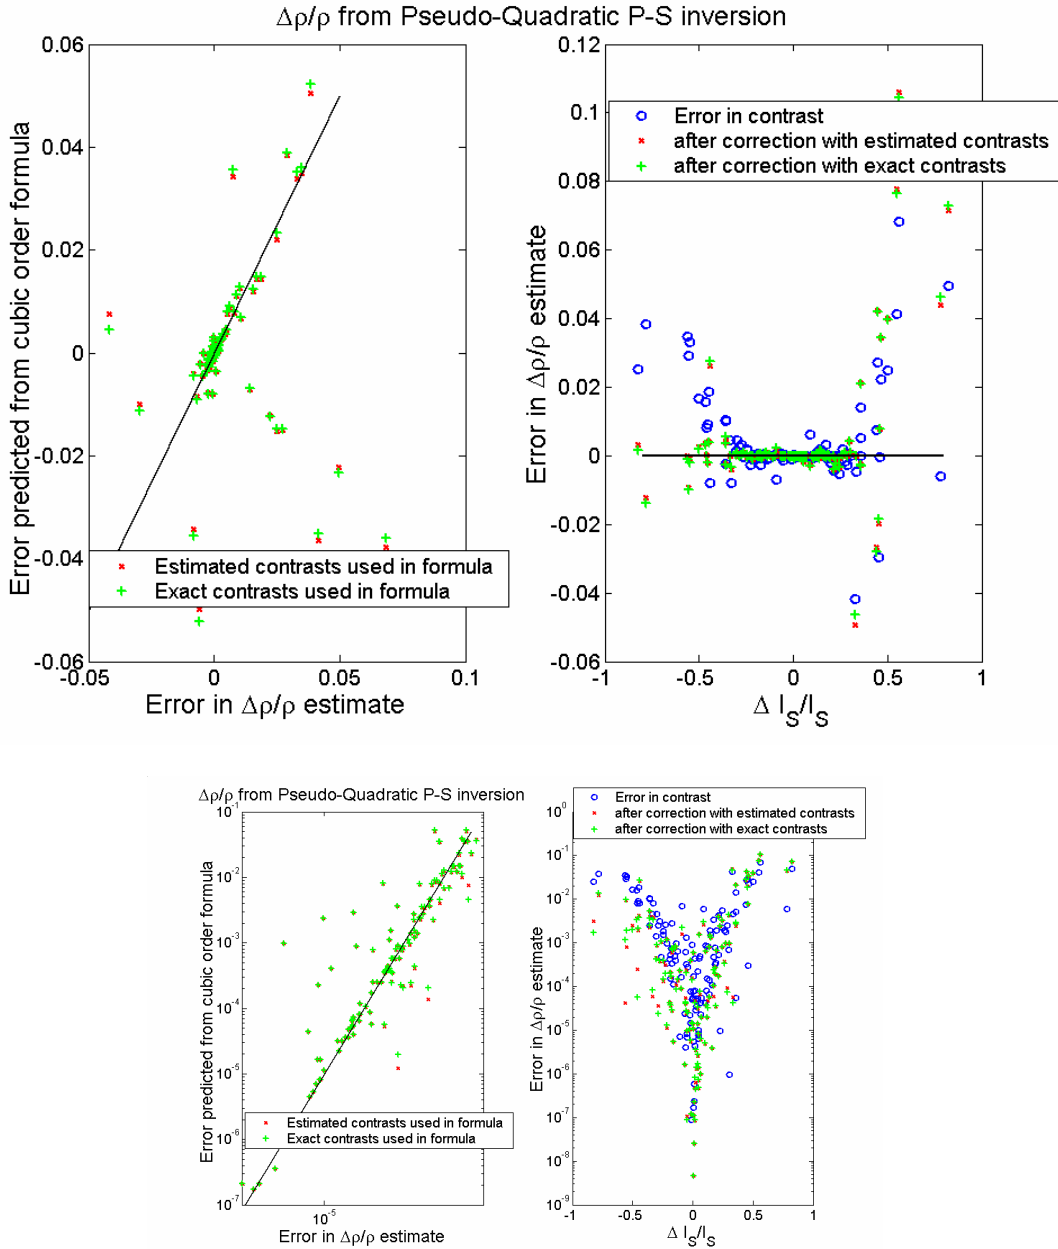 Δρ/ρ from Pseudo-Quadratic P-S inversion
0.06
0.04
0.02
0
-0.02
-0.04
-0.06
-0.05
0
0.05
0.1
Error predicted from cubic order formula
Error in Δρ/ρ estimate
Estimated contrasts used in formula
Exact contrasts used in formula
0.12
0.1
0.08
0.06
0.04
0.02
0
-0.02
-0.04
-0.06
-1
-0.5
0
0.5
1
Error in Δρ/ρ estimate
Δ I_S/I_S
Error in contrast
after correction with estimated contrasts
after correction with exact contrasts
Δρ/ρ from Pseudo-Quadratic P-S inversion
10^-1
10^-2
10^-3
10^-4
10^-5
10^-6
10^-7
10^-5
Error predicted from cubic order formula
Error in Δρ/ρ estimate
Estimated contrasts used in formula
Exact contrasts used in formula
Error in contrast
after correction with estimated contrasts
after correction with exact contrasts
10^0
10^-1
10^-2
10^-3
10^-4
10^-5
10^-6
10^-7
10^-8
10^-9
-1
-0.5
0
0.5
1
Error in Δρ/ρ estimate
Δ I_S/I_S